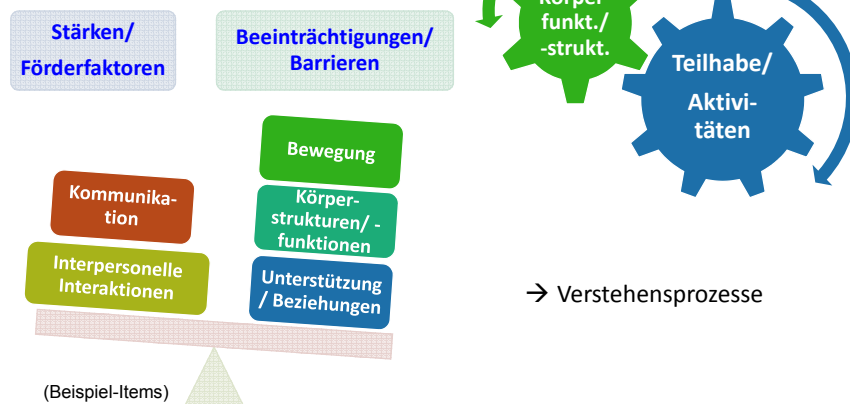 Stärken/
Förderfaktoren
Beeinträchtigungen/
Barrieren
Körper
funkt./
-strukt.
Teilhabe/
Aktivi-
täten
Bewegung
Kommunika-
tion
Körper-
strukturen/ -
funktionen
Interpersonelle
Interaktionen
Unterstützung
/ Beziehungen
→ Verstehensprozesse
(Beispiel-Items)